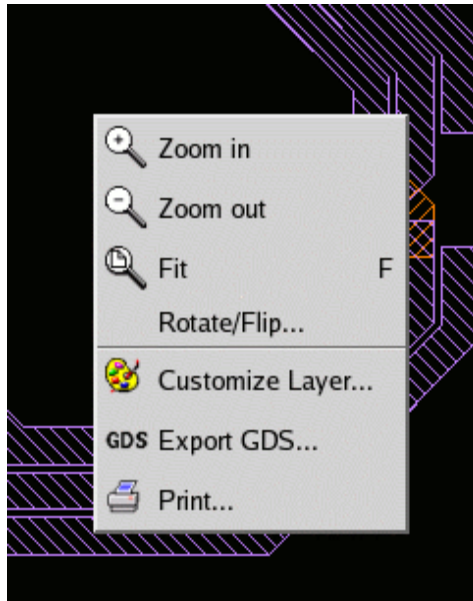 Zoom in
Zoom out
Fit F
Rotate/Flip...
Customize Layer...
GDS Export GDS...
Print...